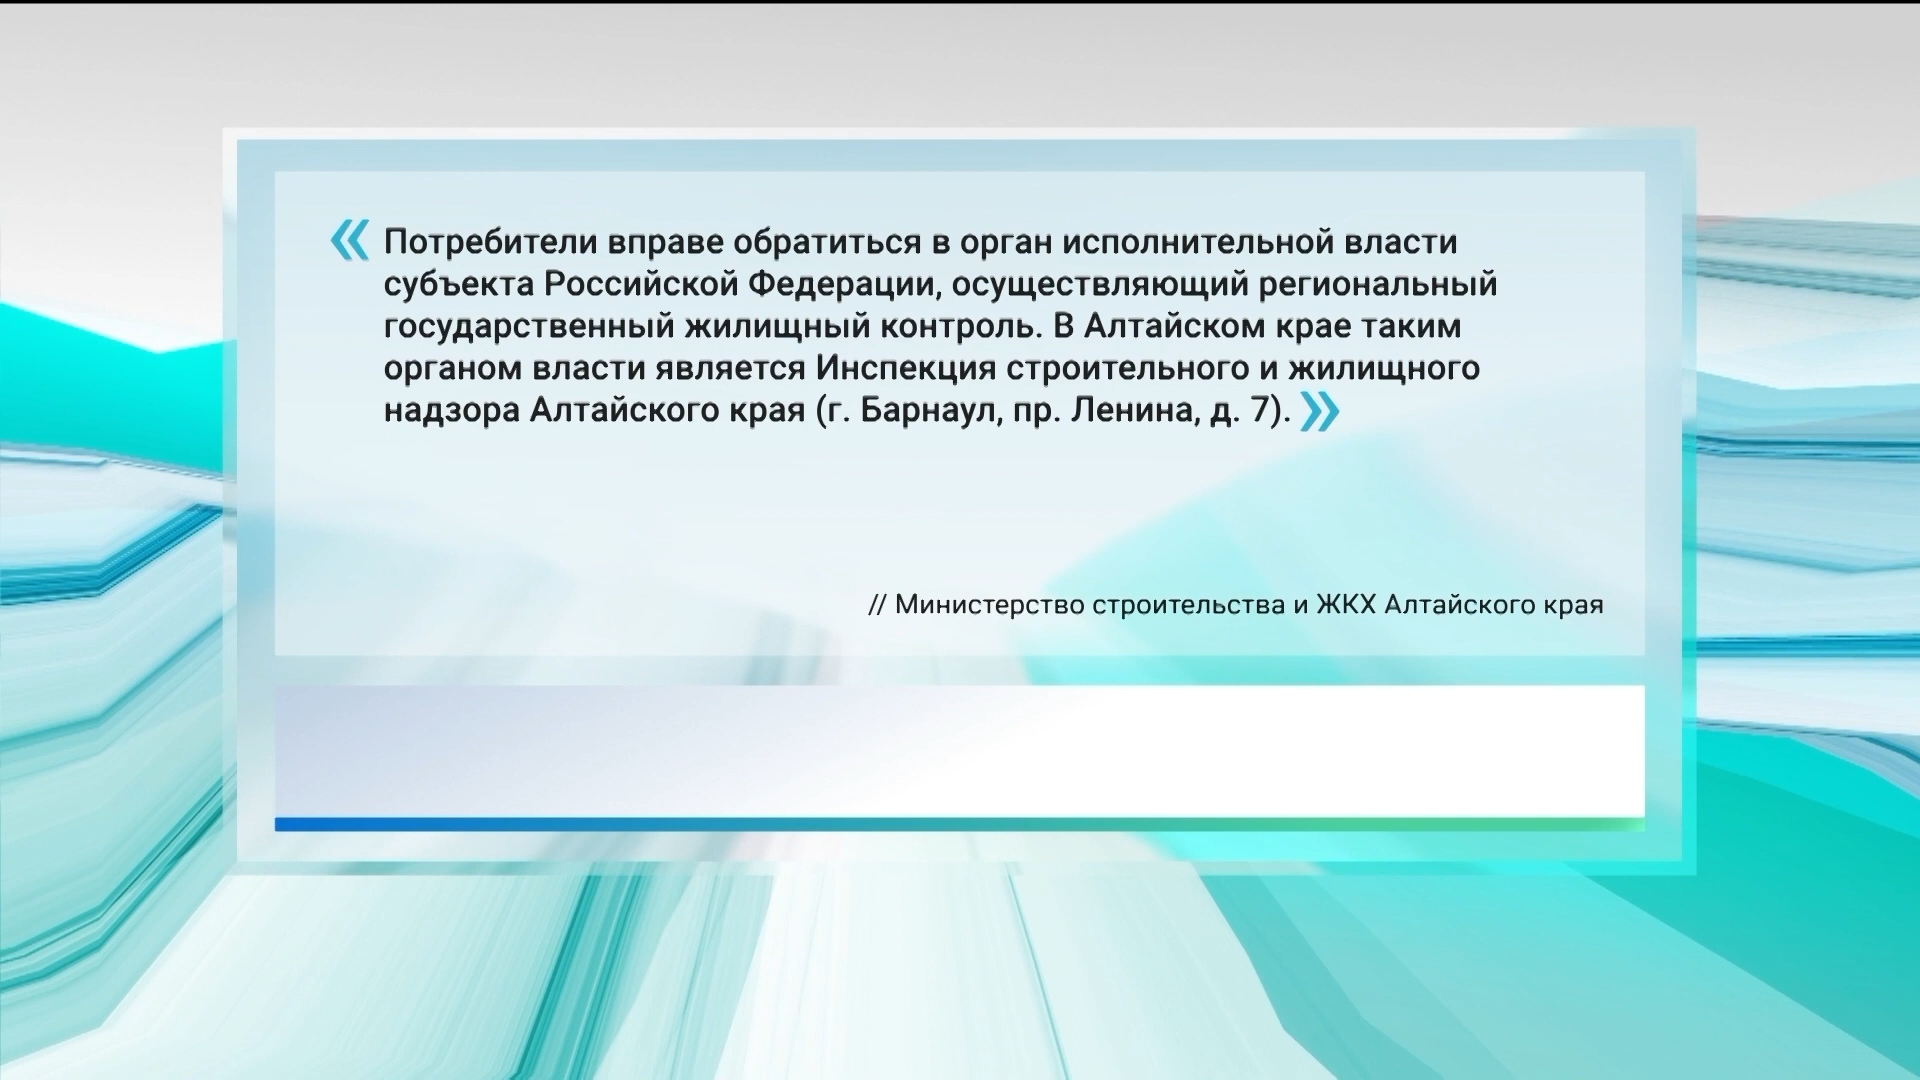 «Потребители вправе обратиться в орган исполнительной власти
субъекта Российской Федерации, осуществляющий региональный
государственный жилищный контроль. В Алтайском крае таким
органом власти является Инспекция строительного и жилищного
надзора Алтайского края (г. Барнаул, пр. Ленина, д. 7).»
// Министерство строительства и ЖКХ Алтайского края